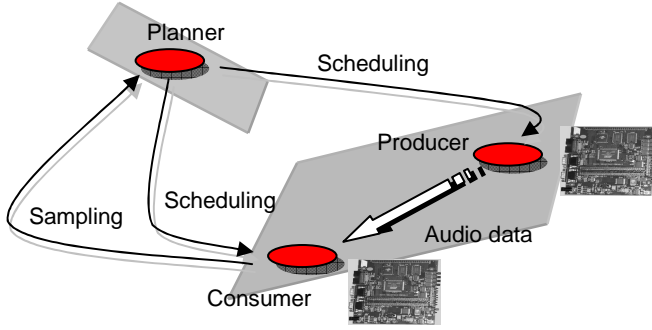 Planner
Scheduling
Producer
Scheduling
Sampling
Audio data
Consumer